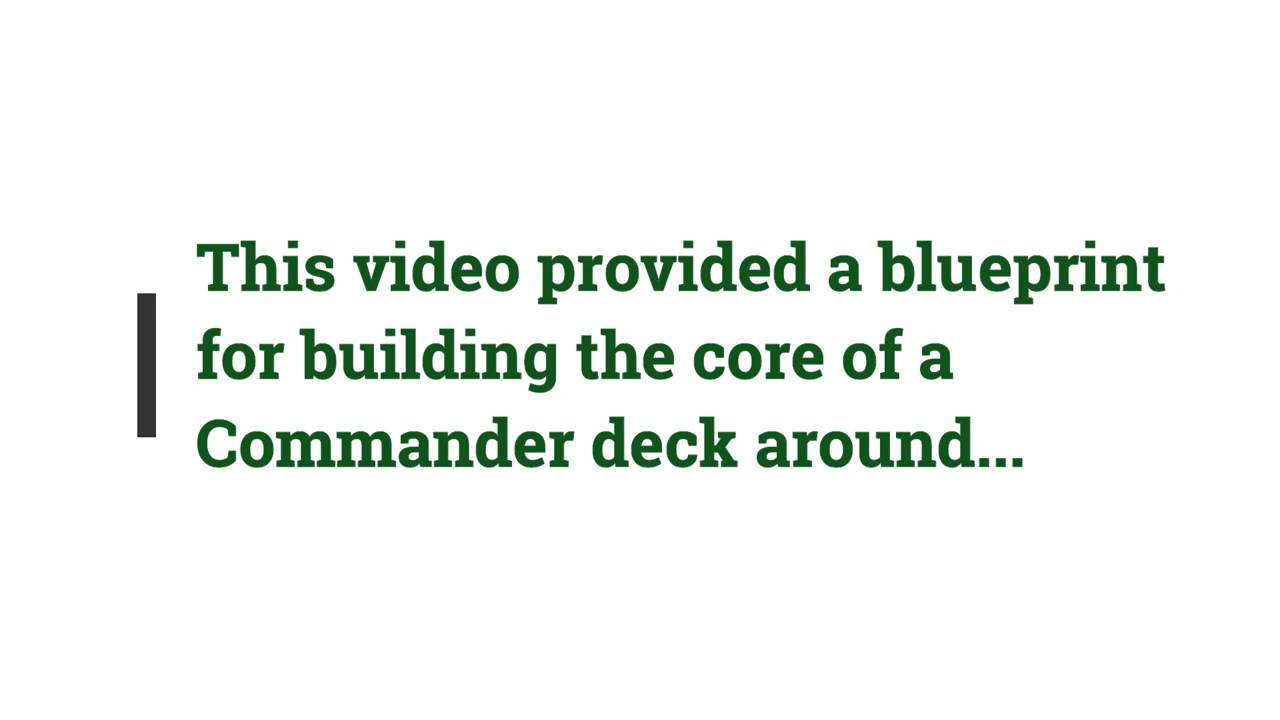 This video provided a blueprint
for building the core of a
Commander deck around...